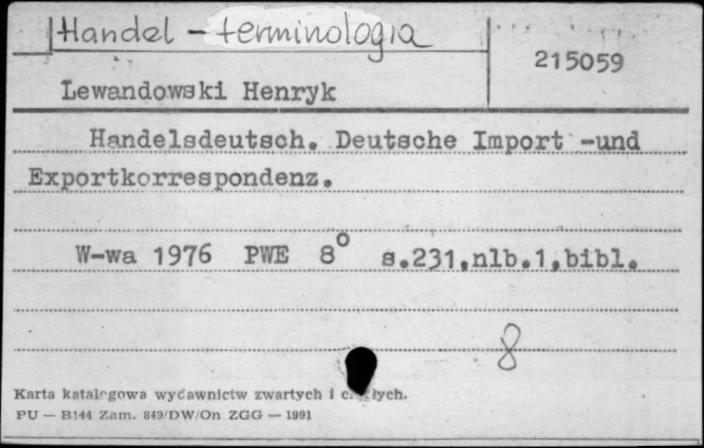 Handel - terminologia
215059
Lewandowski Henryk
Handelsdeutsch. Deutsche Import -und
Exportkorrespondenz.
W-wa 1976 PWE 8° s.231,nlb.1,bibl.
8
Karta katalogowa wydawnictw zwartych i ciągłych.
PU — B144 Zam. 849/DW/On ZGG — 1991